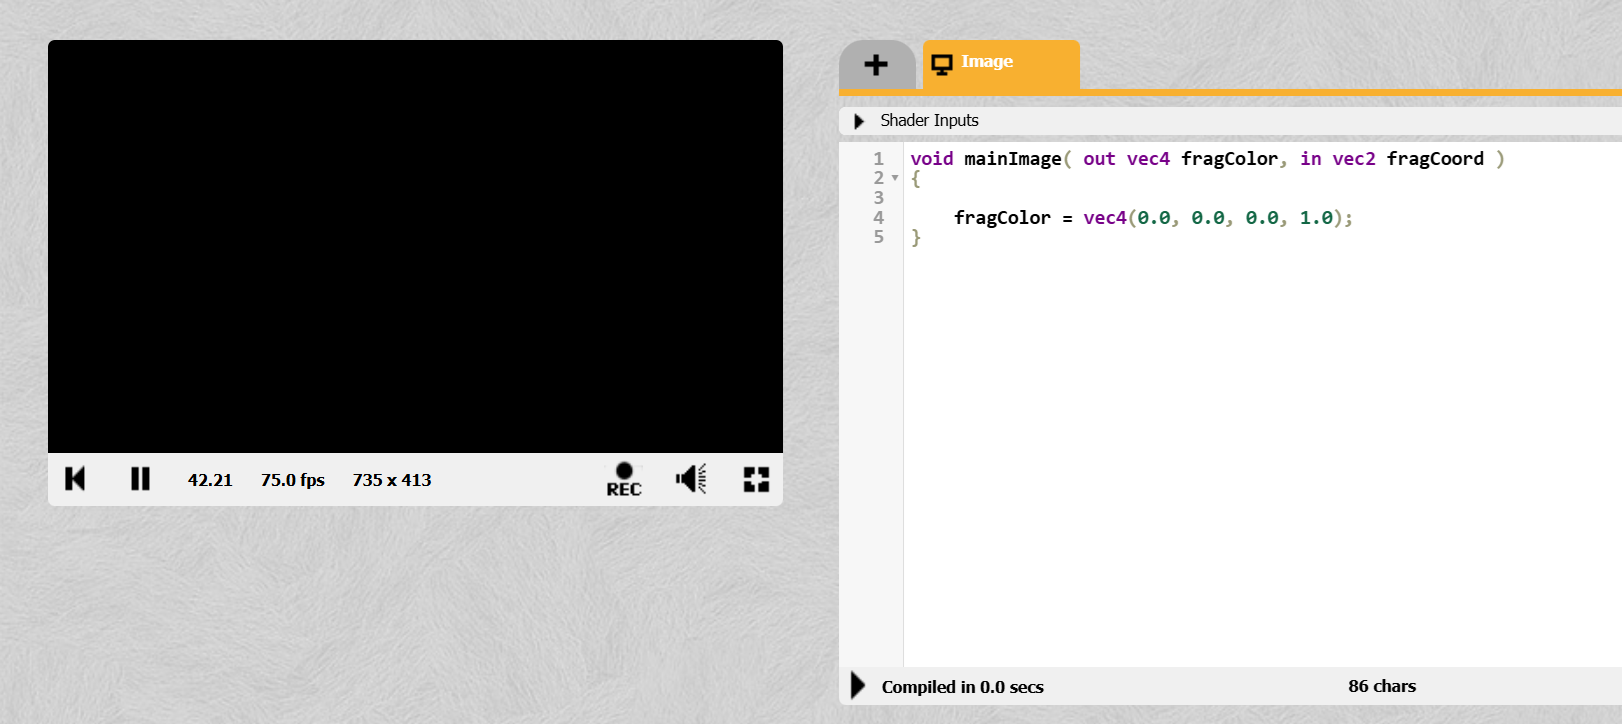 42.21 75.0 fps 735 x 413 REC
+ Image
Shader Inputs
1 void mainImage( out vec4 fragColor, in vec2 fragCoord )
2 {
3
4     fragColor = vec4(0.0, 0.0, 0.0, 1.0);
5 }
Compiled in 0.0 secs 86 chars